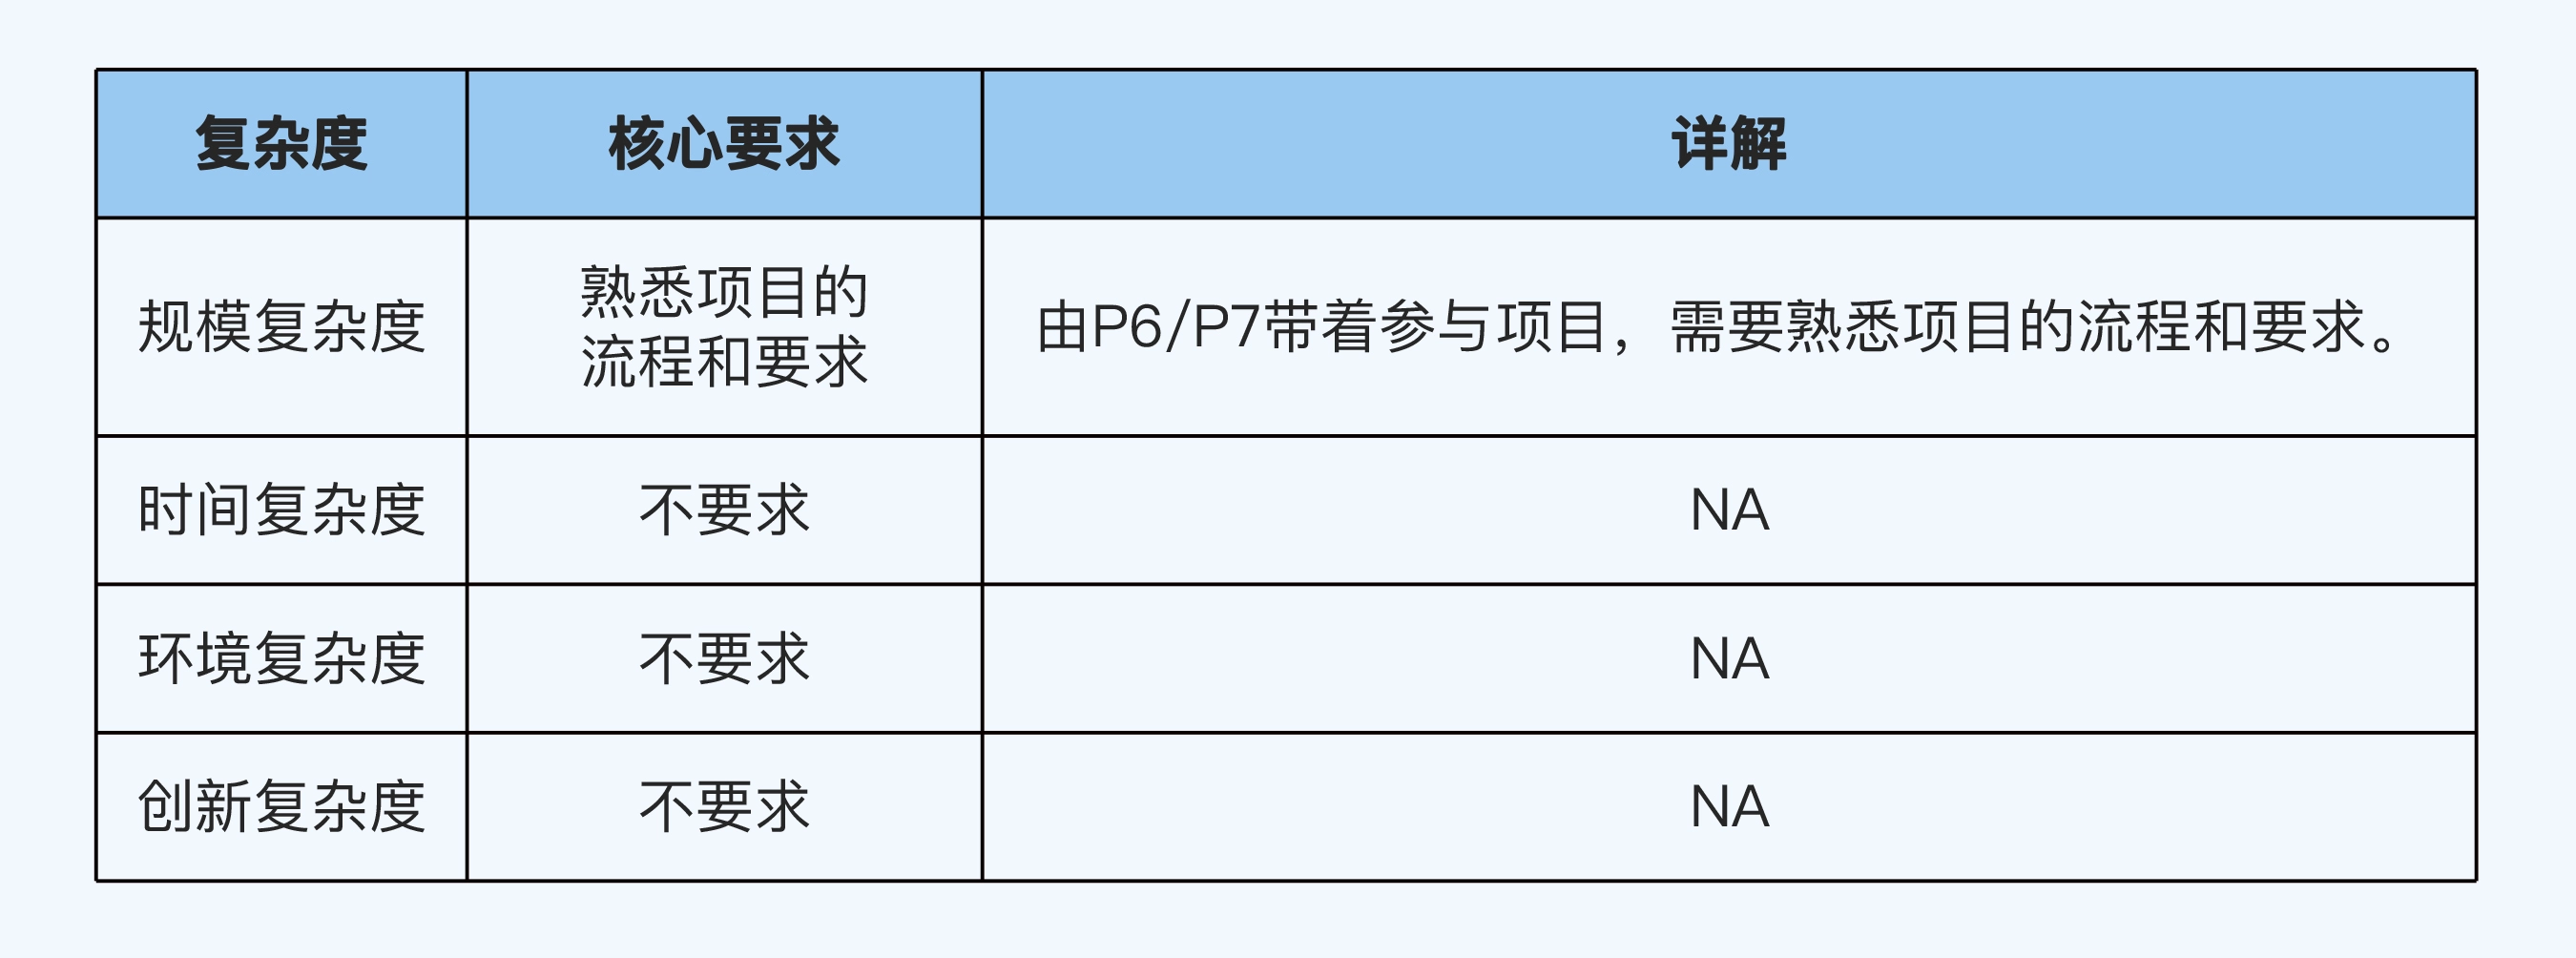 复杂度 核心要求 详解
规模复杂度
熟悉项目的
流程和要求
由P6/P7带着参与项目，需要熟悉项目的流程和要求。
时间复杂度 不要求 NA
环境复杂度 不要求 NA
创新复杂度 不要求 NA